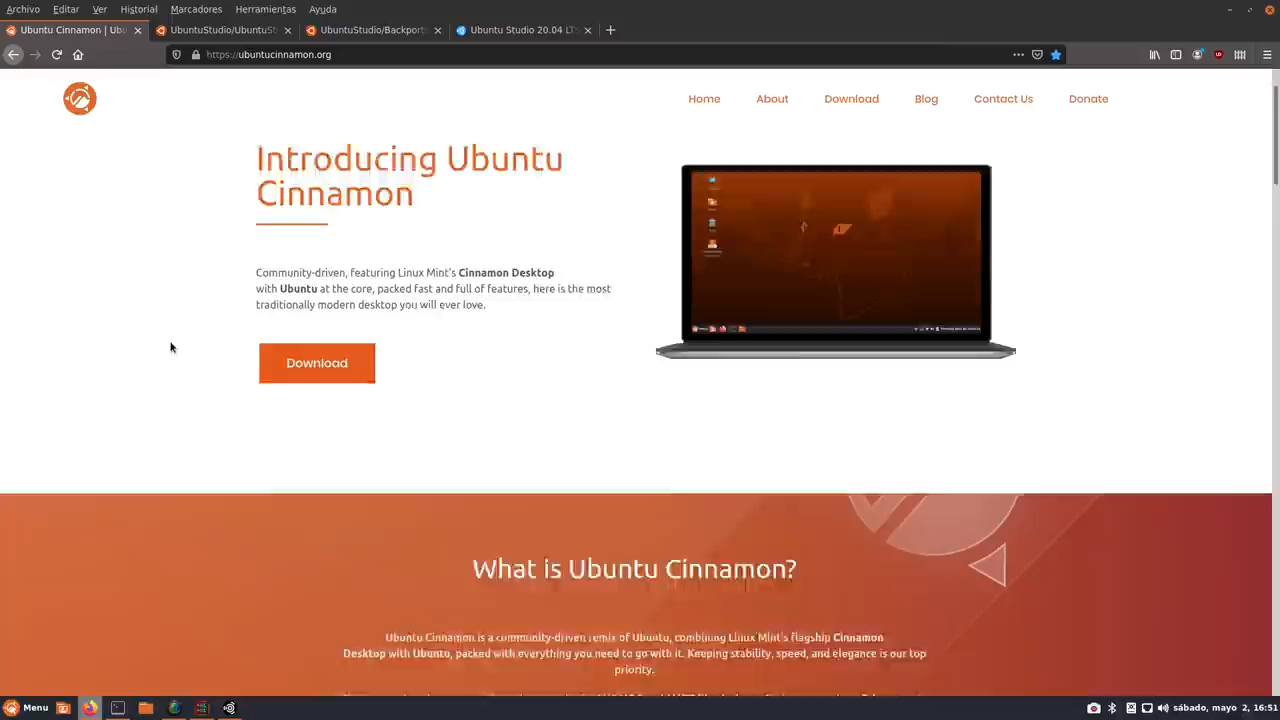 Archivo Editar Ver Historial Marcadores Herramientas Ayuda
Ubuntu Cinnamon | Ubu
UbuntuStudio/UbuntuSt
UbuntuStudio/Backport
Ubuntu Studio 20.04 LTS
https://ubuntucinnamon.org
Home About Download Blog Contact Us Donate
Introducing Ubuntu
Cinnamon
Community-driven, featuring Linux Mint's Cinnamon Desktop
with Ubuntu at the core, packed fast and full of features, here is the most
traditionally modern desktop you will ever love.
Download
What is Ubuntu Cinnamon?
Ubuntu Cinnamon is a community-driven remix of Ubuntu, combining Linux Mint's flagship Cinnamon
Desktop with Ubuntu, packed with everything you need to go with it. Keeping stability, speed, and elegance is our top
priority.
Menu
sábado, mayo 2, 16:51